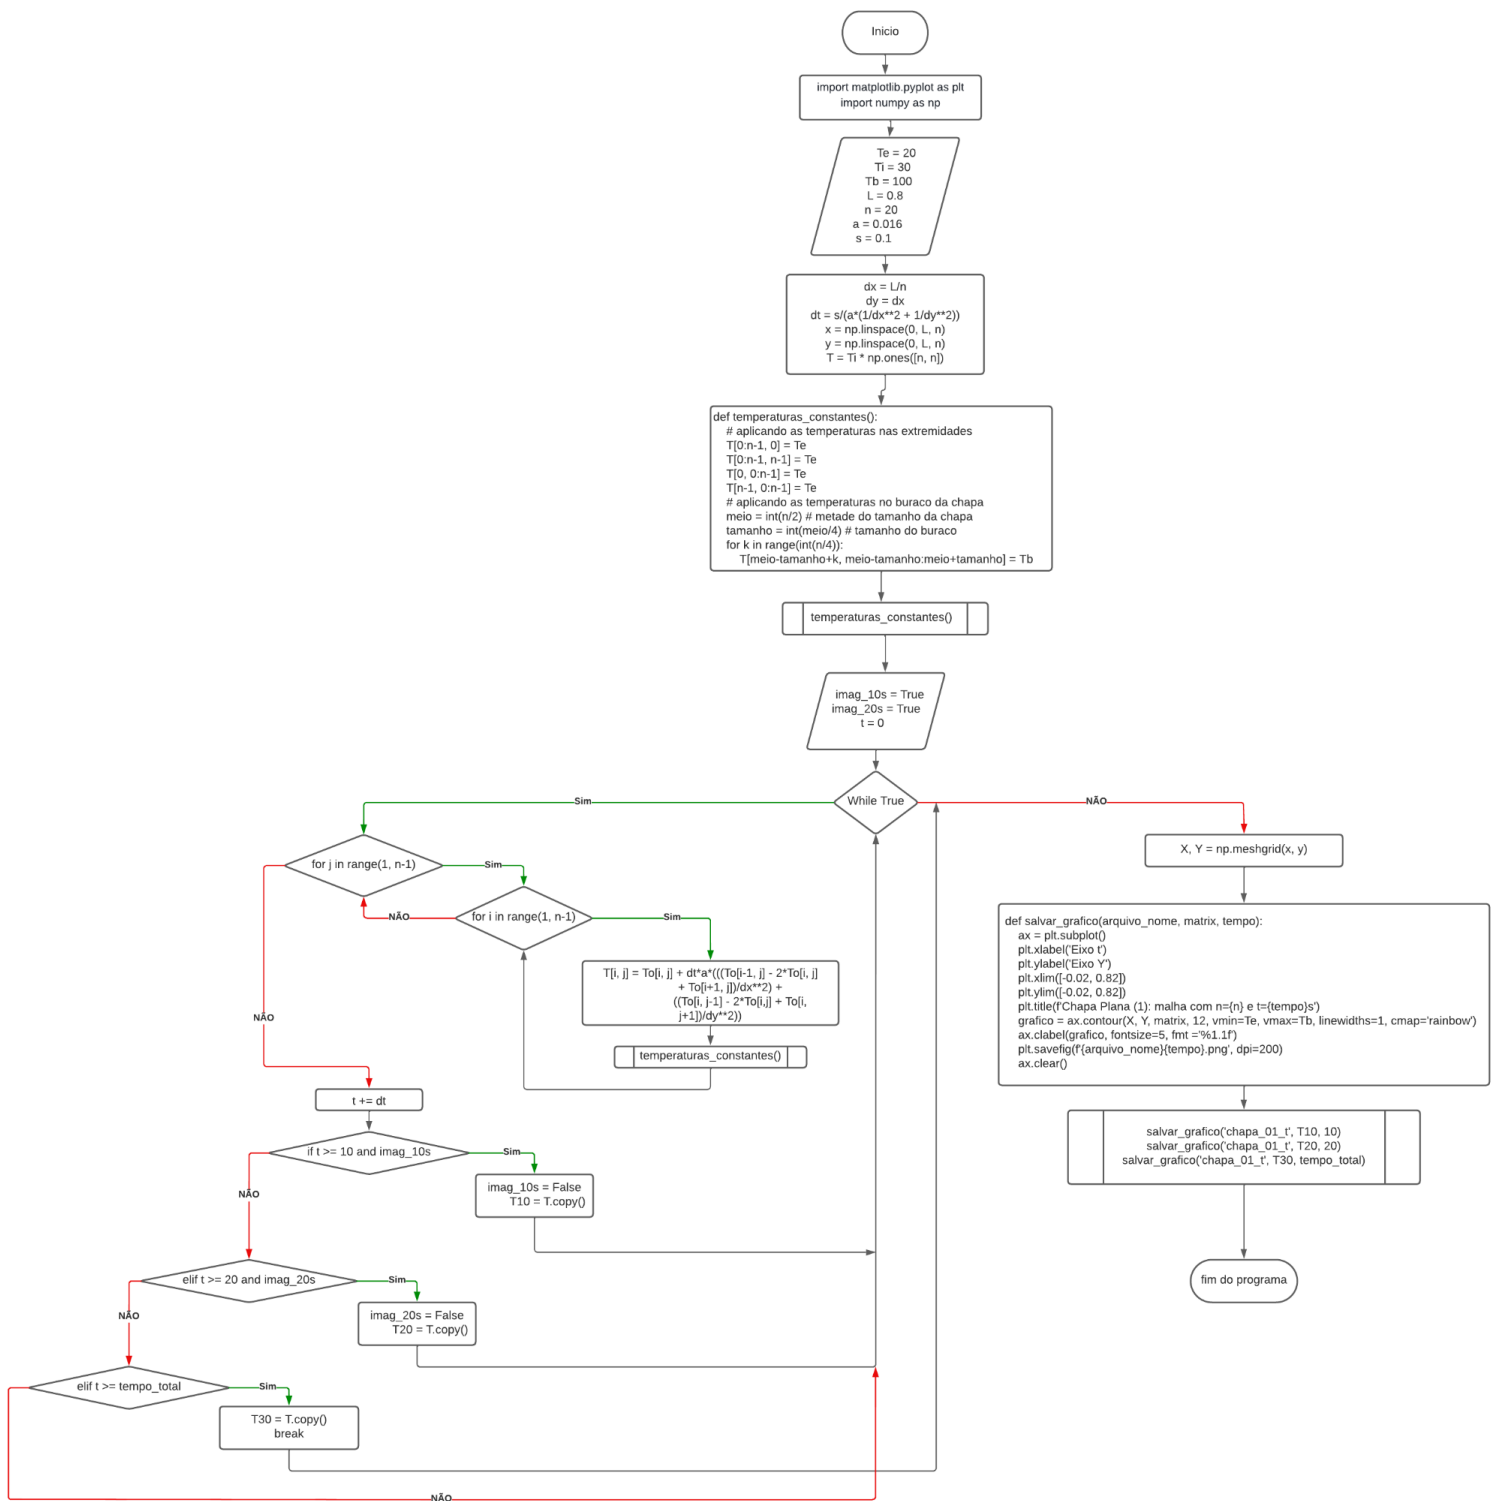 Inicio
import matplotlib.pyplot as plt
import numpy as np
Te = 20
Ti = 30
Tb = 100
L = 0.8
n = 20
a = 0.016
s = 0.1
dx = L/n
dy = dx
dt = s/(a*(1/dx**2 + 1/dy**2))
x = np.linspace(0, L, n)
y = np.linspace(0, L, n)
T = Ti * np.ones([n, n])
def temperaturas_constantes():
# aplicando as temperaturas nas extremidades
T[0:n-1, 0] = Te
T[0:n-1, n-1] = Te
T[0, 0:n-1] = Te
T[n-1, 0:n-1] = Te
# aplicando as temperaturas no buraco da chapa
meio = int(n/2) # metade do tamanho da chapa
tamanho = int(meio/4) # tamanho do buraco
for k in range(int(n/4)):
T[meio-tamanho+k, meio-tamanho:meio+tamanho] = Tb
temperaturas_constantes()
imag_10s = True
imag_20s = True
t = 0
While True
Sim
NÃO
for j in range(1, n-1)
Sim
NÃO
for i in range(1, n-1)
NÃO
Sim
T[i, j] = To[i, j] + dt*a*(((To[i-1, j] - 2*To[i, j]
+ To[i+1, j])/dx**2) +
((To[i, j-1] - 2*To[i,j] + To[i,
j+1])/dy**2))
temperaturas_constantes()
t += dt
if t >= 10 and imag_10s
Sim
NÃO
imag_10s = False
T10 = T.copy()
elif t >= 20 and imag_20s
Sim
NÃO
imag_20s = False
T20 = T.copy()
elif t >= tempo_total
Sim
NÃO
T30 = T.copy()
break
X, Y = np.meshgrid(x, y)
def salvar_grafico(arquivo_nome, matrix, tempo):
ax = plt.subplot()
plt.xlabel('Eixo t')
plt.ylabel('Eixo Y')
plt.xlim([-0.02, 0.82])
plt.ylim([-0.02, 0.82])
plt.title(f'Chapa Plana (1): malha com n={n} e t={tempo}s')
grafico = ax.contour(X, Y, matrix, 12, vmin=Te, vmax=Tb, linewidths=1, cmap='rainbow')
ax.clabel(grafico, fontsize=5, fmt ='%1.1f')
plt.savefig(f'{arquivo_nome}{tempo}.png', dpi=200)
ax.clear()
salvar_grafico('chapa_01_t', T10, 10)
salvar_grafico('chapa_01_t', T20, 20)
salvar_grafico('chapa_01_t', T30, tempo_total)
fim do programa